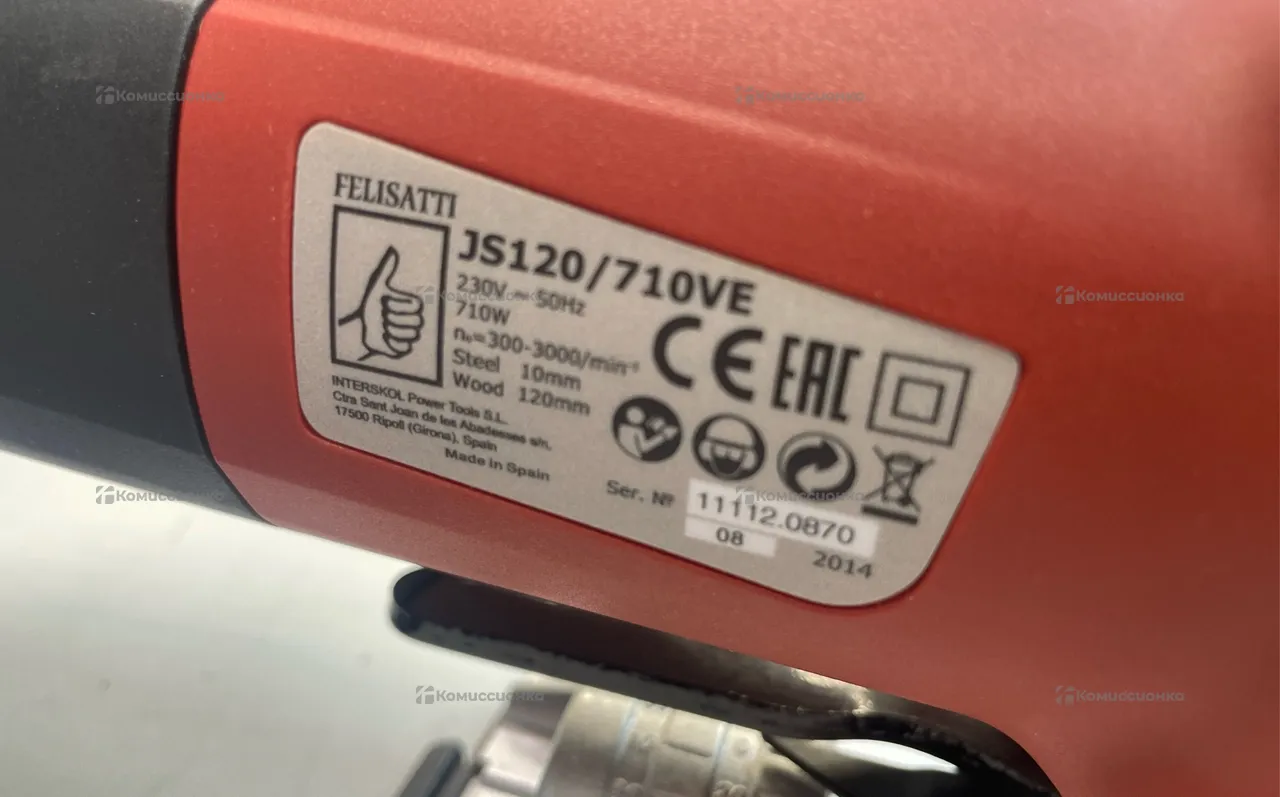 FELISATTI
JS120/710VE
230V ~ 50Hz
710W
n₀=300-3000/min⁻¹
Steel 10mm
Wood 120mm
CE EAC
INTERSKOL Power Tools S.L.
Ctra Sant Joan de les Abadesses s/n.
17500 Ripoll (Girona), Spain
Made in Spain
Ser. № 11112.0870
08 2014
Комиссионка
Комиссионка
Комиссионка
Комиссионка
Комиссионка
Комиссионка
Комиссионка
Комиссионка